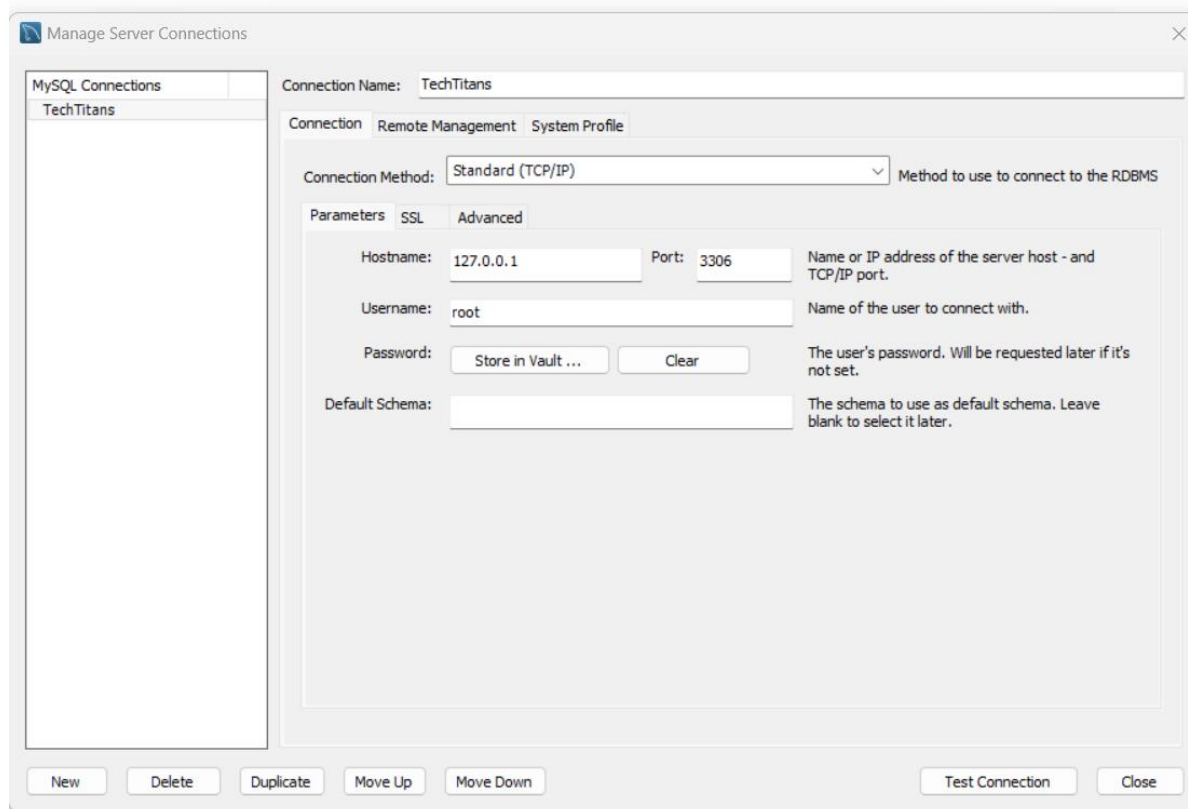 Manage Server Connections
MySQL Connections
TechTitans
Connection Name: TechTitans
Connection Remote Management System Profile
Connection Method: Standard (TCP/IP) Method to use to connect to the RDBMS
Parameters SSL Advanced
Hostname: 127.0.0.1 Port: 3306 Name or IP address of the server host - and
TCP/IP port.
Username: root Name of the user to connect with.
Password: Store in Vault ... Clear The user's password. Will be requested later if it's
not set.
Default Schema: The schema to use as default schema. Leave
blank to select it later.
New Delete Duplicate Move Up Move Down Test Connection Close